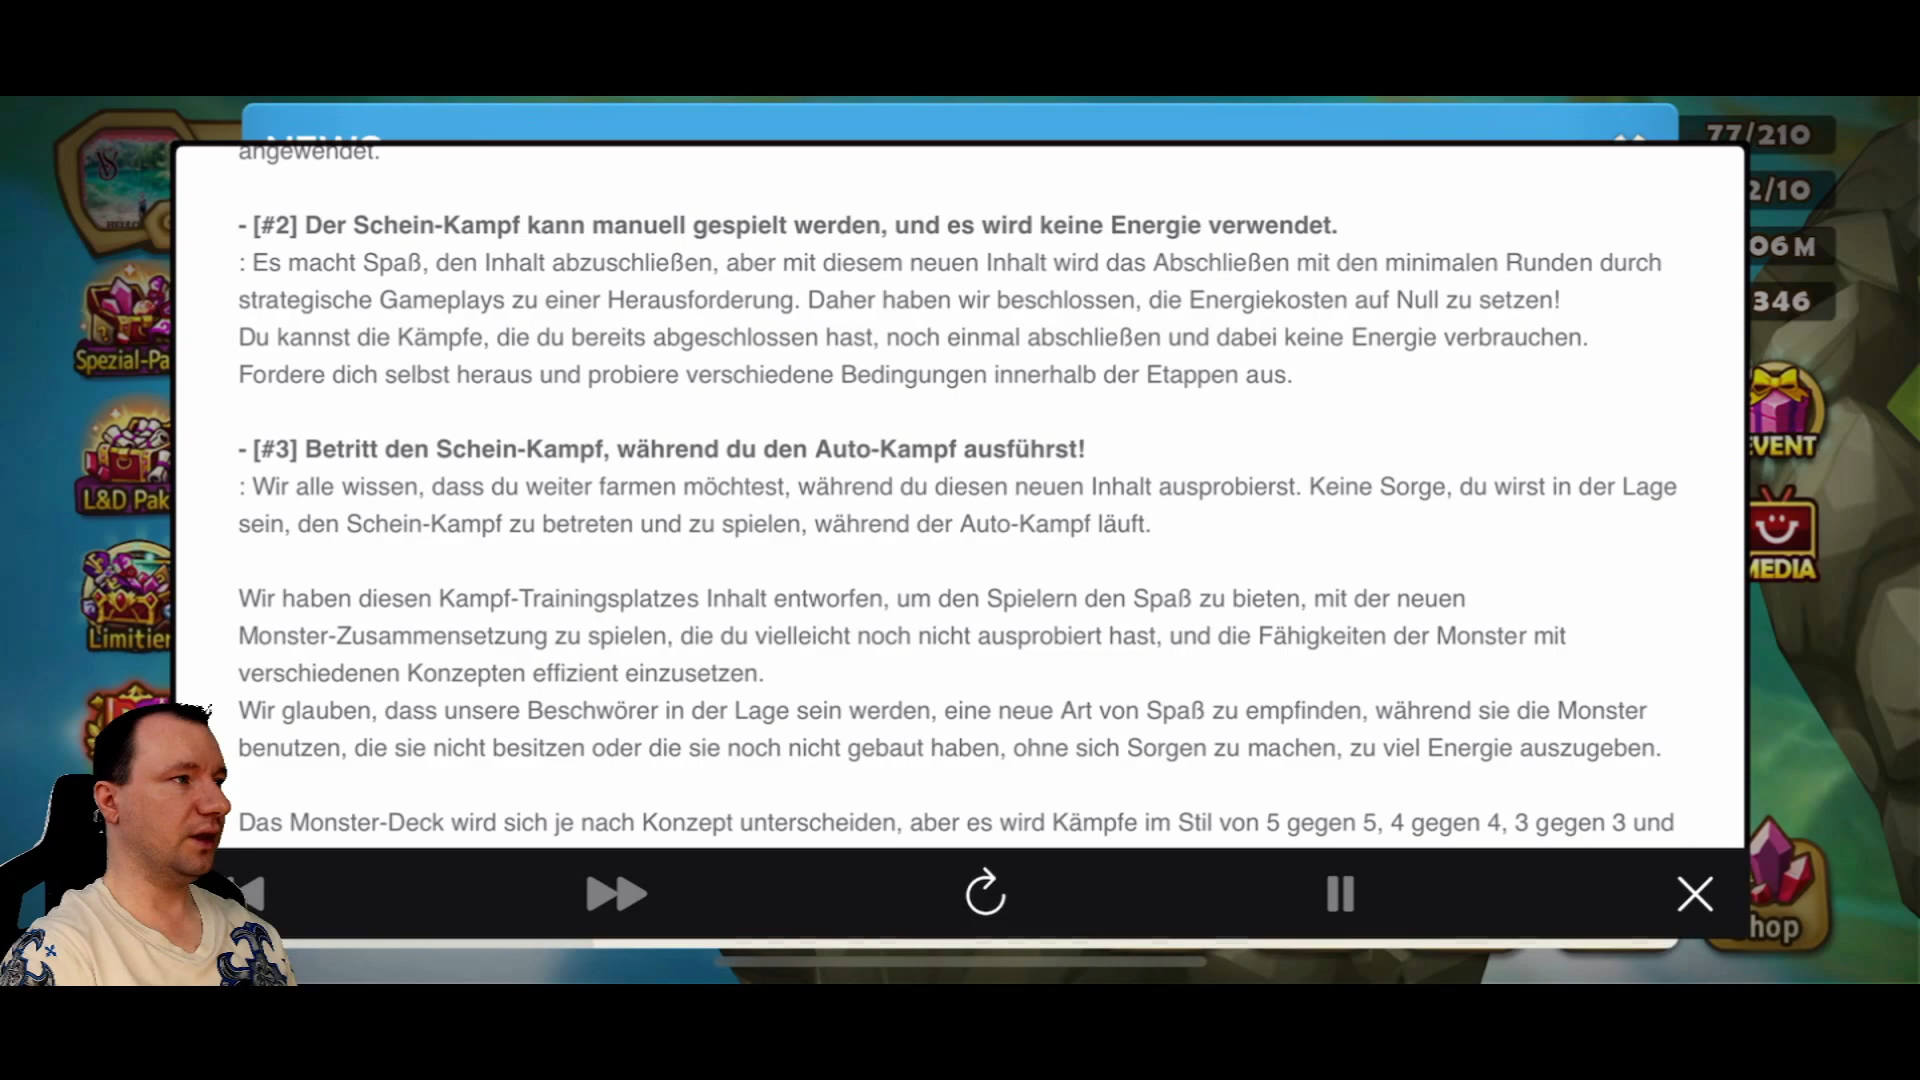 NEWS
77/210
angewendet.
2/10
- [#2] Der Schein-Kampf kann manuell gespielt werden, und es wird keine Energie verwendet.
06 M
: Es macht Spaß, den Inhalt abzuschließen, aber mit diesem neuen Inhalt wird das Abschließen mit den minimalen Runden durch
strategische Gameplays zu einer Herausforderung. Daher haben wir beschlossen, die Energiekosten auf Null zu setzen!
346
Du kannst die Kämpfe, die du bereits abgeschlossen hast, noch einmal abschließen und dabei keine Energie verbrauchen.
Spezial-Pa
Fordere dich selbst heraus und probiere verschiedene Bedingungen innerhalb der Etappen aus.
- [#3] Betritt den Schein-Kampf, während du den Auto-Kampf ausführst!
EVENT
: Wir alle wissen, dass du weiter farmen möchtest, während du diesen neuen Inhalt ausprobierst. Keine Sorge, du wirst in der Lage
L&D Pak
sein, den Schein-Kampf zu betreten und zu spielen, während der Auto-Kampf läuft.
MEDIA
Wir haben diesen Kampf-Trainingsplatzes Inhalt entworfen, um den Spielern den Spaß zu bieten, mit der neuen
Limitier
Monster-Zusammensetzung zu spielen, die du vielleicht noch nicht ausprobiert hast, und die Fähigkeiten der Monster mit
verschiedenen Konzepten effizient einzusetzen.
Wir glauben, dass unsere Beschwörer in der Lage sein werden, eine neue Art von Spaß zu empfinden, während sie die Monster
benutzen, die sie nicht besitzen oder die sie noch nicht gebaut haben, ohne sich Sorgen zu machen, zu viel Energie auszugeben.
Das Monster-Deck wird sich je nach Konzept unterscheiden, aber es wird Kämpfe im Stil von 5 gegen 5, 4 gegen 4, 3 gegen 3 und
hop